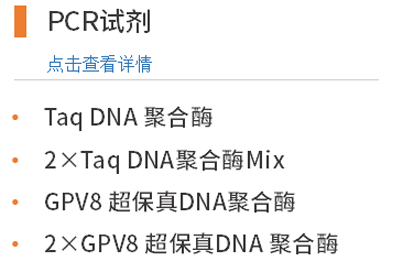 PCR试剂
点击查看详情
• Taq DNA 聚合酶
• 2×Taq DNA聚合酶Mix
• GPV8 超保真DNA聚合酶
• 2×GPV8 超保真DNA 聚合酶